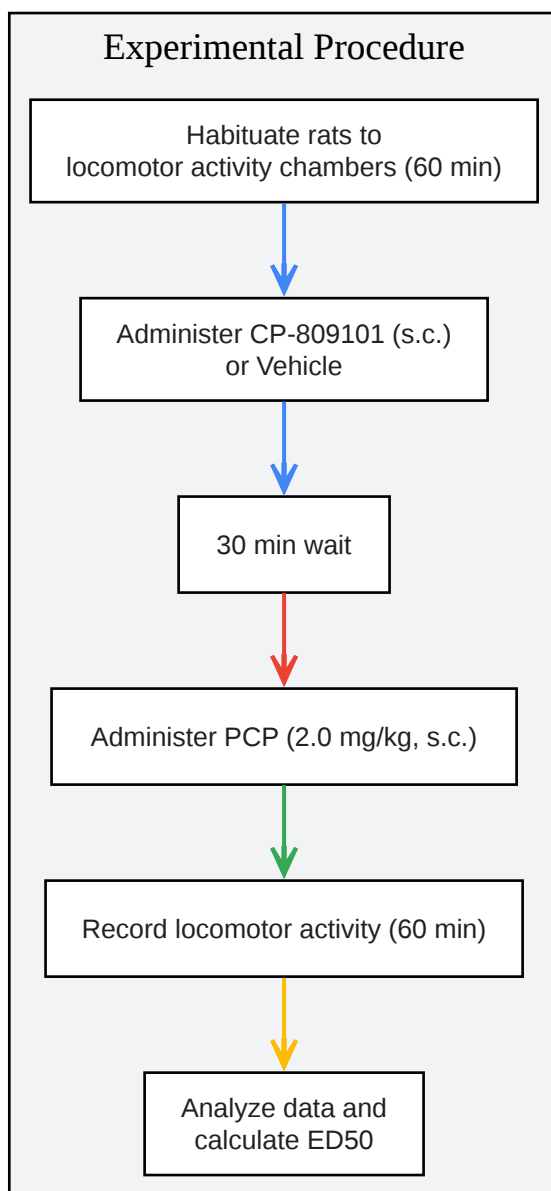 Experimental Procedure
Habituate rats to
locomotor activity chambers (60 min)
Administer CP-809101 (s.c.)
or Vehicle
30 min wait
Administer PCP (2.0 mg/kg, s.c.)
Record locomotor activity (60 min)
Analyze data and
calculate ED50